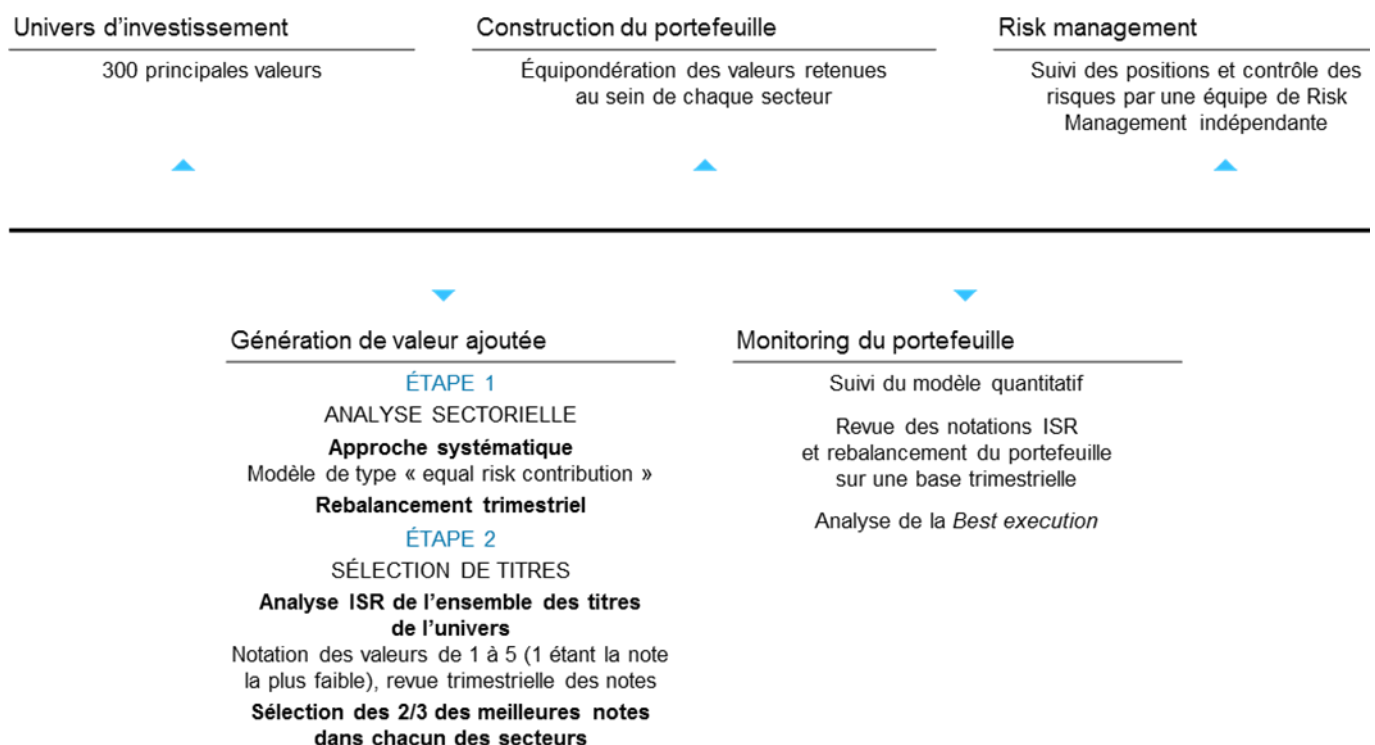 Univers d'investissement
300 principales valeurs
Construction du portefeuille
Équipondération des valeurs retenues
au sein de chaque secteur
Risk management
Suivi des positions et contrôle des
risques par une équipe de Risk
Management indépendante
Génération de valeur ajoutée
ÉTAPE 1
ANALYSE SECTORIELLE
Approche systématique
Modèle de type « equal risk contribution »
Rebalancement trimestriel
ÉTAPE 2
SÉLECTION DE TITRES
Analyse ISR de l'ensemble des titres
de l'univers
Notation des valeurs de 1 à 5 (1 étant la note
la plus faible), revue trimestrielle des notes
Sélection des 2/3 des meilleures notes
dans chacun des secteurs
Monitoring du portefeuille
Suivi du modèle quantitatif
Revue des notations ISR
et rebalancement du portefeuille
sur une base trimestrielle
Analyse de la Best execution